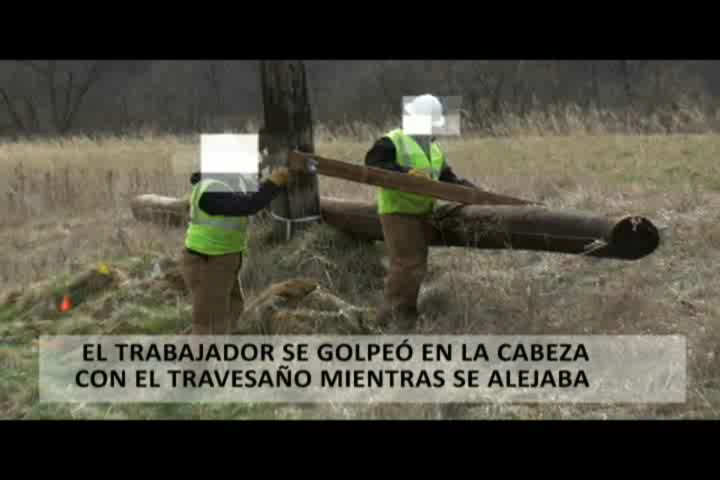 EL TRABAJADOR SE GOLPEÓ EN LA CABEZA
CON EL TRAVESAÑO MIENTRAS SE ALEJABA